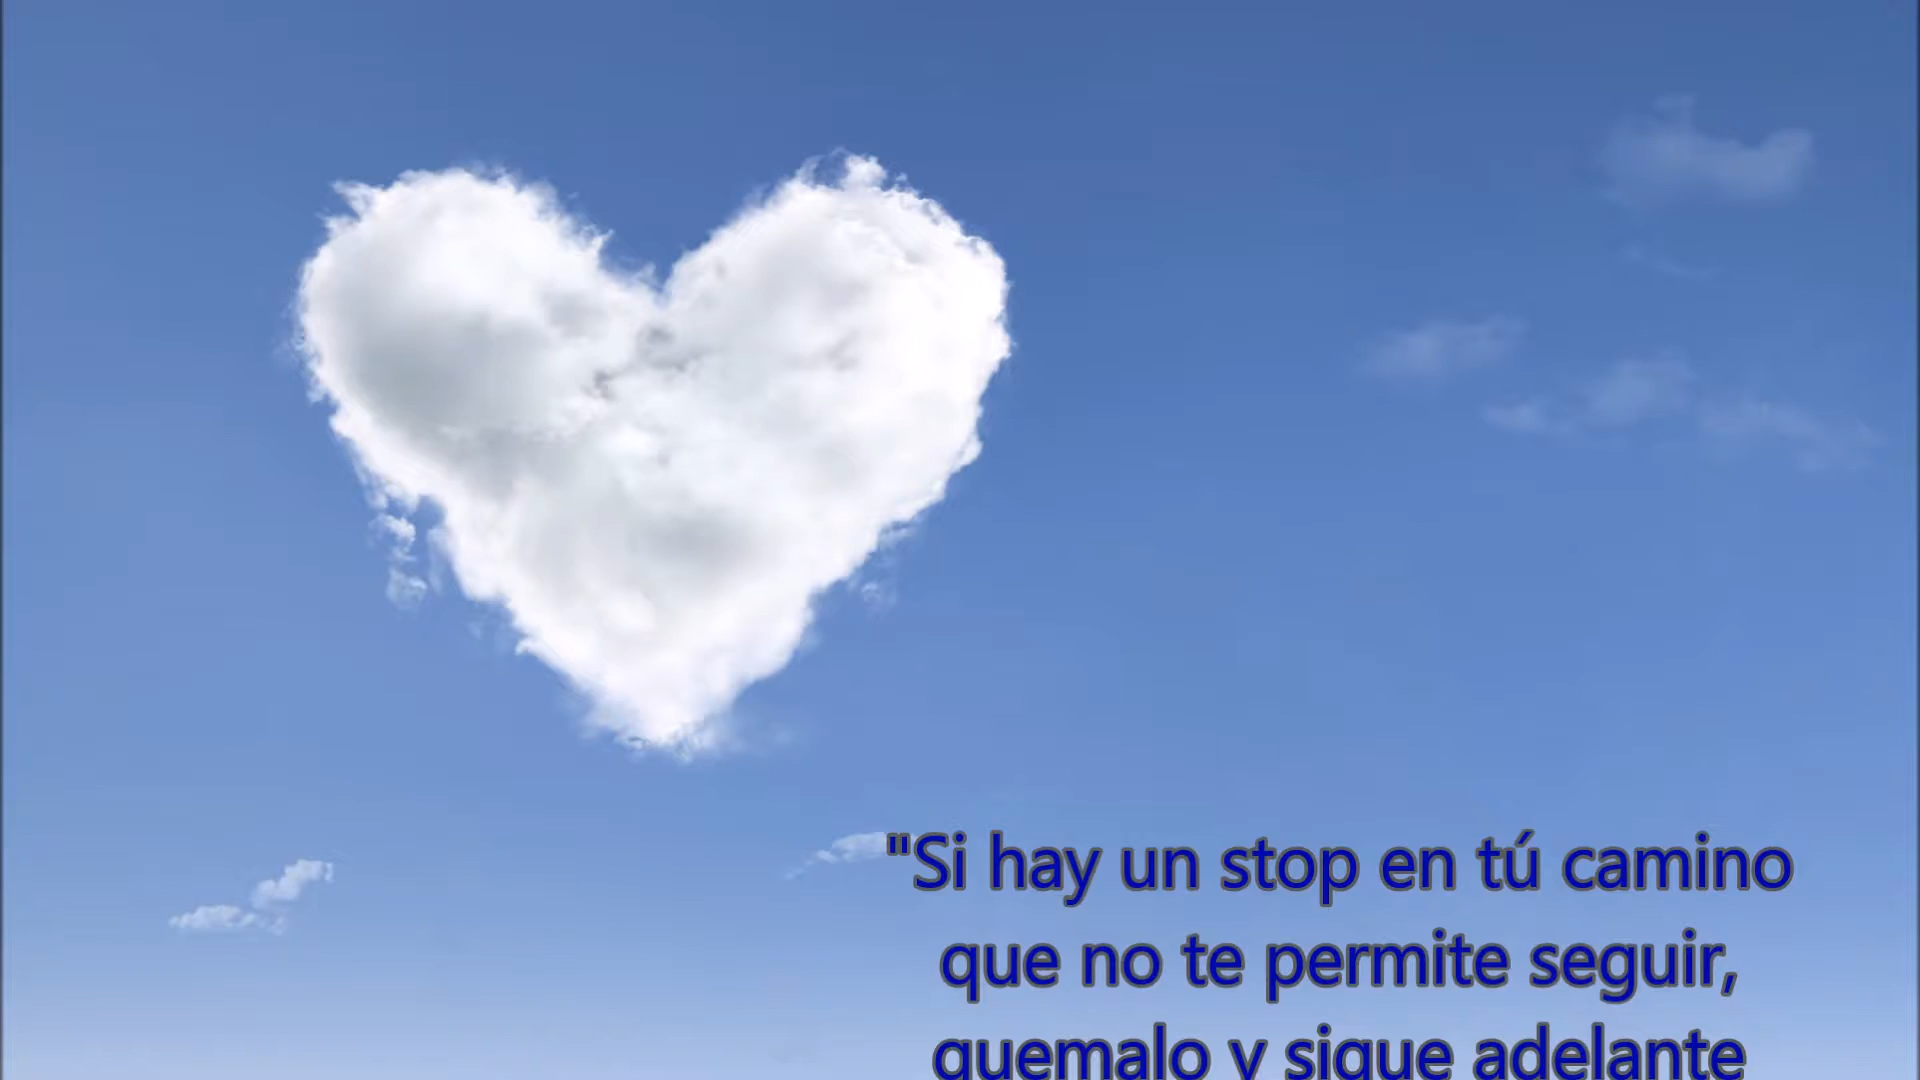 "Si hay un stop en tú camino
que no te permite seguir,
quemalo y sigue adelante